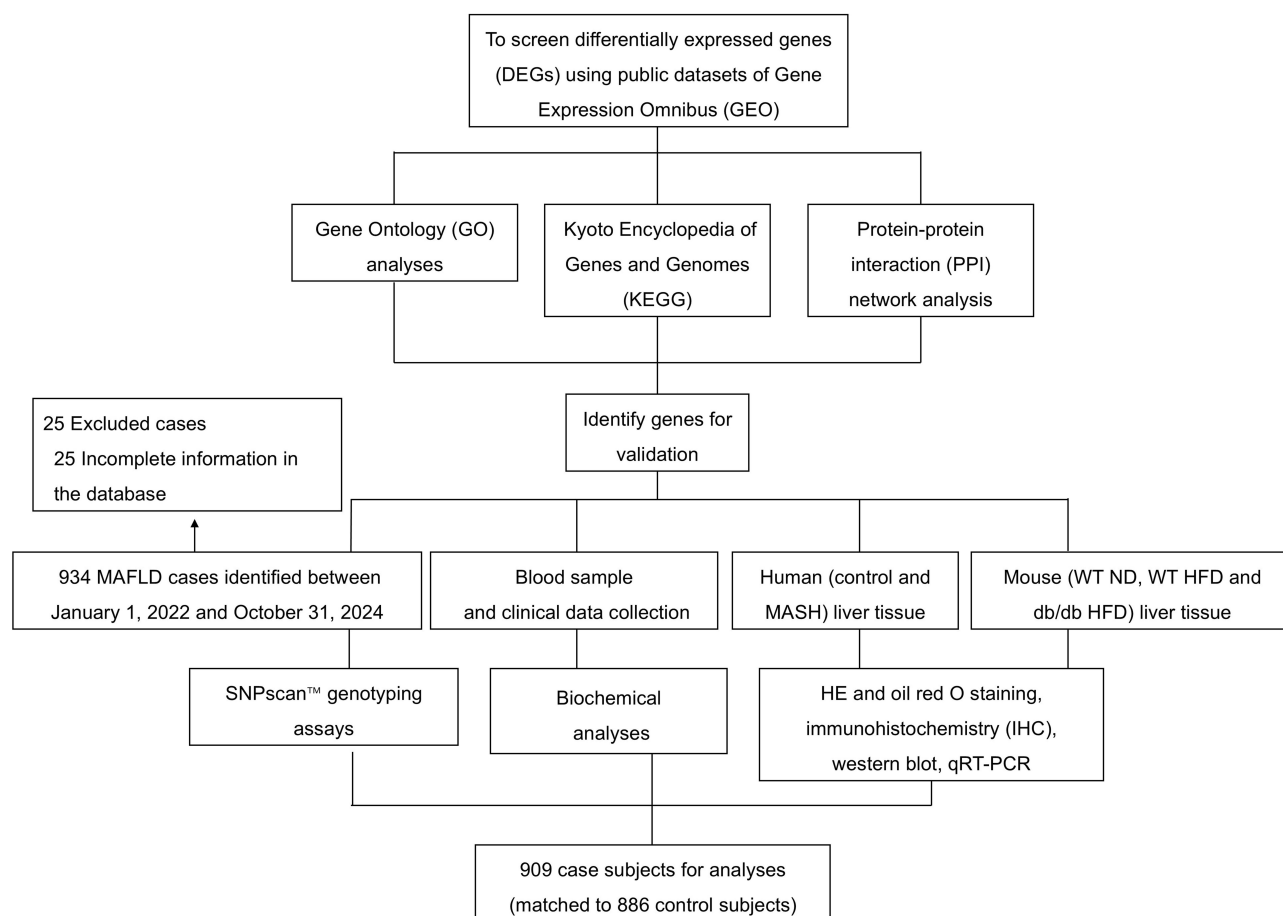 To screen differentially expressed genes
(DEGs) using public datasets of Gene
Expression Omnibus (GEO)
Gene Ontology (GO)
analyses
Kyoto Encyclopedia of
Genes and Genomes
(KEGG)
Protein-protein
interaction (PPI)
network analysis
Identify genes for
validation
25 Excluded cases
25 Incomplete information in
the database
934 MAFLD cases identified between
January 1, 2022 and October 31, 2024
Blood sample
and clinical data collection
Human (control and
MASH) liver tissue
Mouse (WT ND, WT HFD and
db/db HFD) liver tissue
SNPscan™ genotyping
assays
Biochemical
analyses
HE and oil red O staining,
immunohistochemistry (IHC),
western blot, qRT-PCR
909 case subjects for analyses
(matched to 886 control subjects)